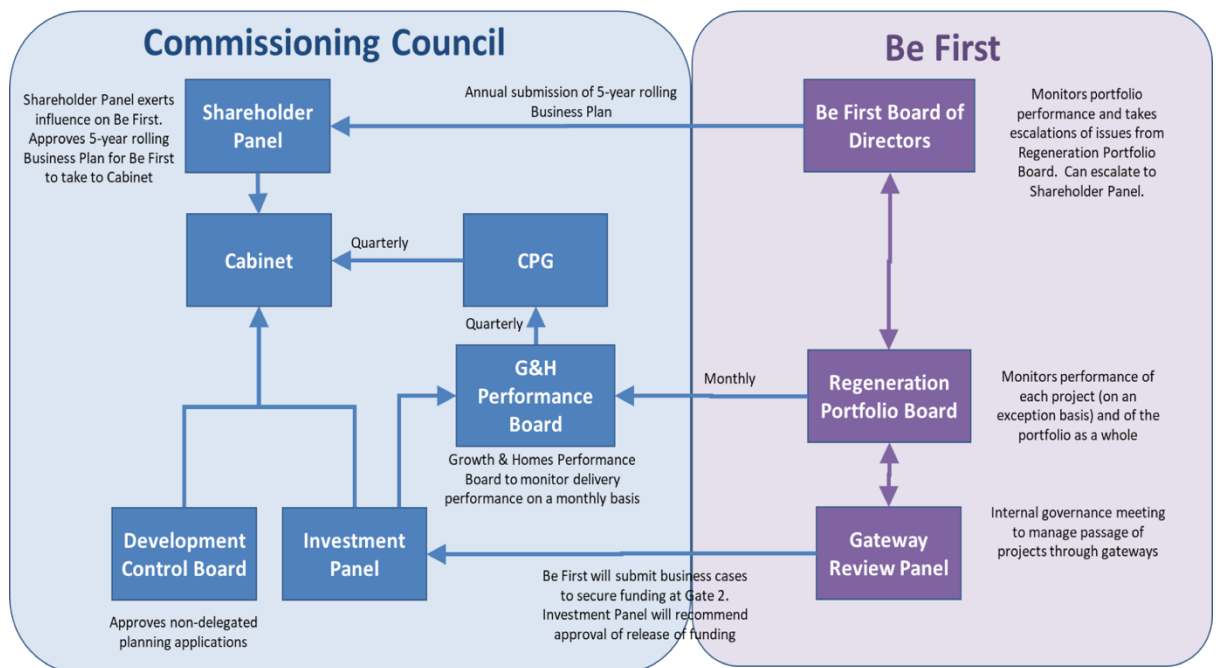 Commissioning Council
Be First
Shareholder Panel exerts
influence on Be First.
Approves 5-year rolling
Business Plan for Be First
to take to Cabinet
Shareholder
Panel
Annual submission of 5-year rolling
Business Plan
Be First Board of
Directors
Monitors portfolio
performance and takes
escalations of issues from
Regeneration Portfolio
Board. Can escalate to
Shareholder Panel.
Cabinet
Quarterly
CPG
Quarterly
G&H
Performance
Board
Monthly
Regeneration
Portfolio Board
Monitors performance of
each project (on an
exception basis) and of the
portfolio as a whole
Growth & Homes Performance
Board to monitor delivery
performance on a monthly basis
Development
Control Board
Investment
Panel
Gateway
Review Panel
Internal governance meeting
to manage passage of
projects through gateways
Approves non-delegated
planning applications
Be First will submit business cases
to secure funding at Gate 2.
Investment Panel will recommend
approval of release of funding